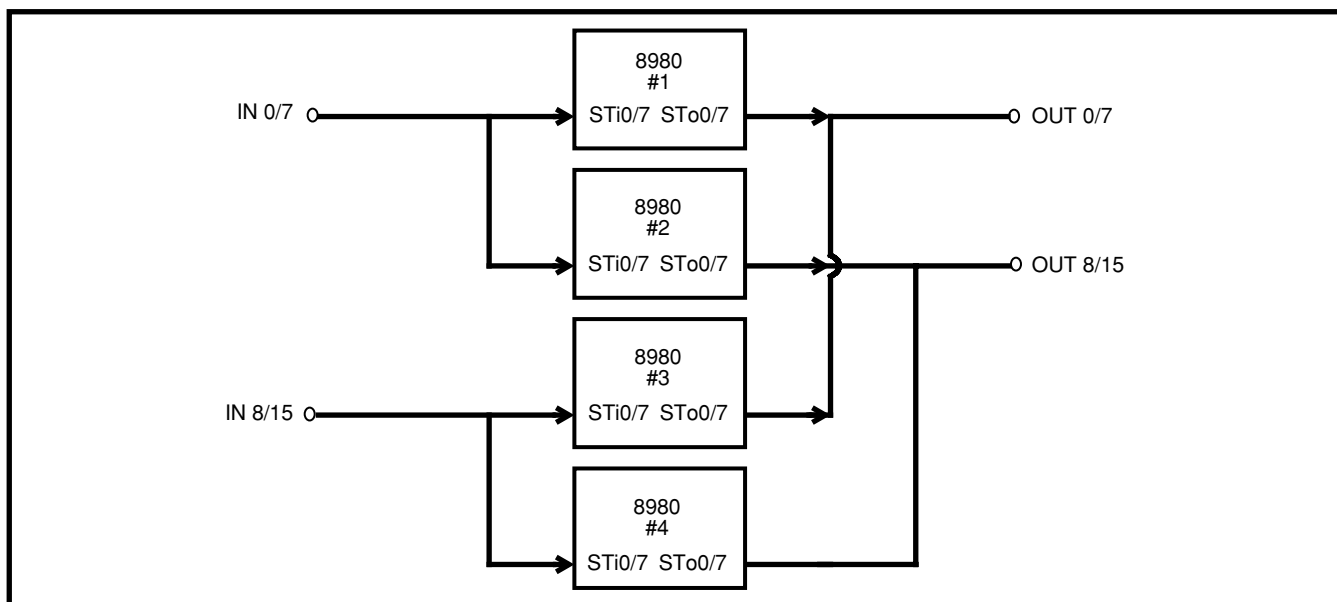 8980
#1
IN 0/7
STi0/7 STo0/7
OUT 0/7
8980
#2
STi0/7 STo0/7
OUT 8/15
8980
#3
IN 8/15
STi0/7 STo0/7
8980
#4
STi0/7 STo0/7